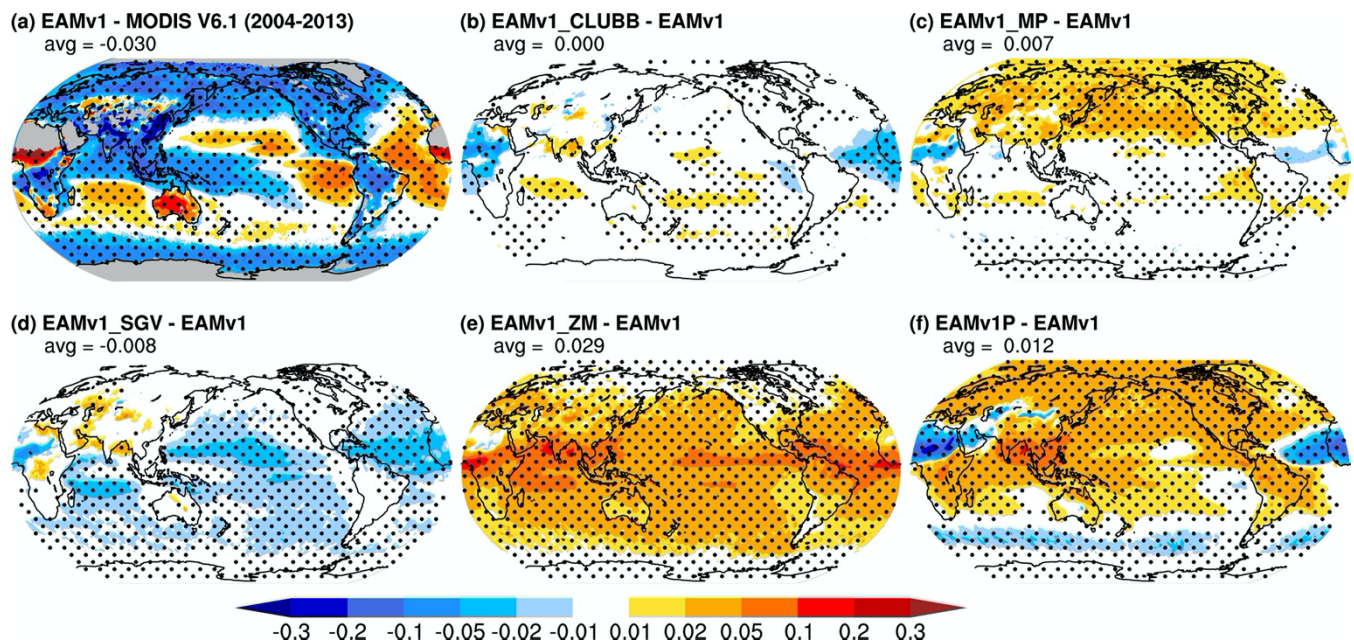 (a) EAMv1 - MODIS V6.1 (2004-2013)
avg = -0.030
(b) EAMv1_CLUBB - EAMv1
avg = 0.000
(c) EAMv1_MP - EAMv1
avg = 0.007
(d) EAMv1_SGV - EAMv1
avg = -0.008
(e) EAMv1_ZM - EAMv1
avg = 0.029
(f) EAMv1P - EAMv1
avg = 0.012
-0.3 -0.2 -0.1 -0.05 -0.02 -0.01 0.01 0.02 0.05 0.1 0.2 0.3